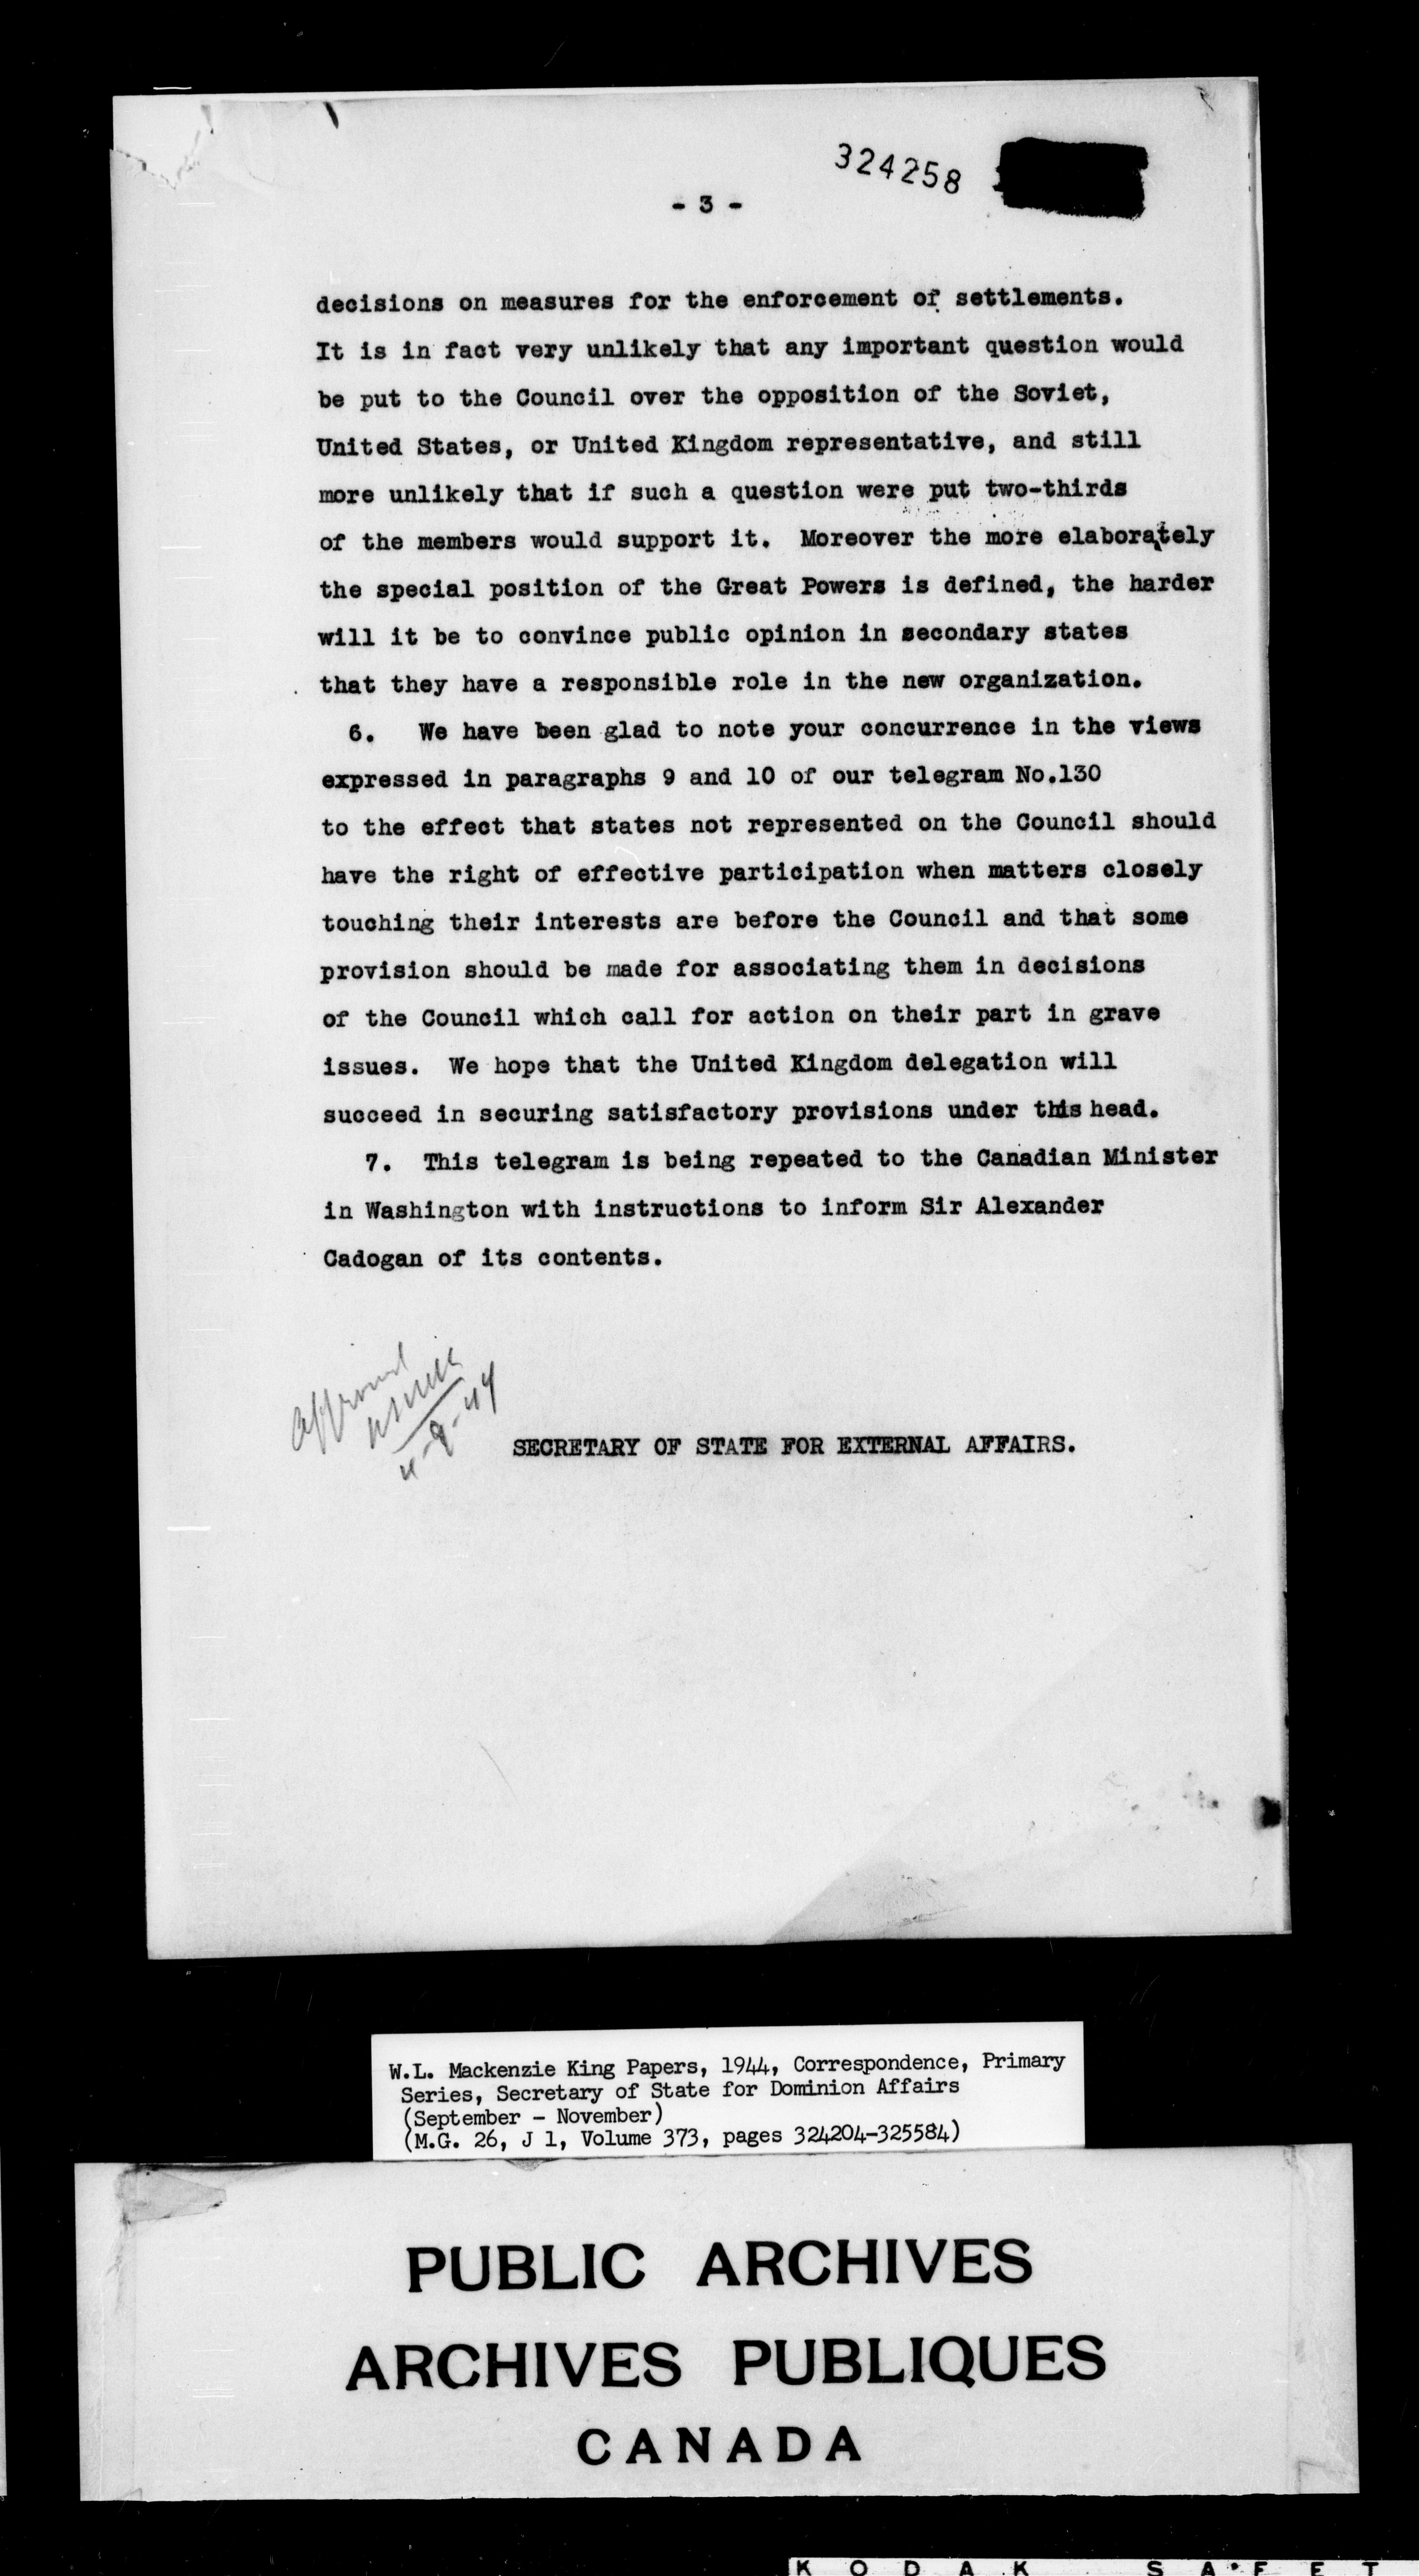 324258
- 3 -
decisions on measures for the enforcement of settlements.
It is in fact very unlikely that any important question would
be put to the Council over the opposition of the Soviet,
United States, or United Kingdom representative, and still
more unlikely that if such a question were put two-thirds
of the members would support it. Moreover the more elaborately
the special position of the Great Powers is defined, the harder
will it be to convince public opinion in secondary states
that they have a responsible role in the new organization.
6. We have been glad to note your concurrence in the views
expressed in paragraphs 9 and 10 of our telegram No.130
to the effect that states not represented on the Council should
have the right of effective participation when matters closely
touching their interests are before the Council and that some
provision should be made for associating them in decisions
of the Council which call for action on their part in grave
issues. We hope that the United Kingdom delegation will
succeed in securing satisfactory provisions under this head.
7. This telegram is being repeated to the Canadian Minister
in Washington with instructions to inform Sir Alexander
Cadogan of its contents.
Approved
SECRETARY OF STATE FOR EXTERNAL AFFAIRS.
W.L. Mackenzie King Papers, 1944, Correspondence, Primary
Series, Secretary of State for Dominion Affairs
(September - November)
(M.G. 26, J 1, Volume 373, pages 324204-325584)
PUBLIC ARCHIVES
ARCHIVES PUBLIQUES
CANADA
KODAK SAFET